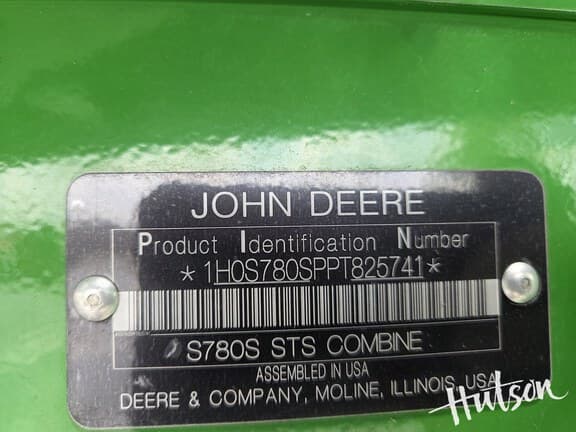 JOHN DEERE
Product Identification Number
*1H0S780SPPT825741*
S780S STS COMBINE
ASSEMBLED IN USA
DEERE & COMPANY, MOLINE, ILLINOIS, USA
Hutson